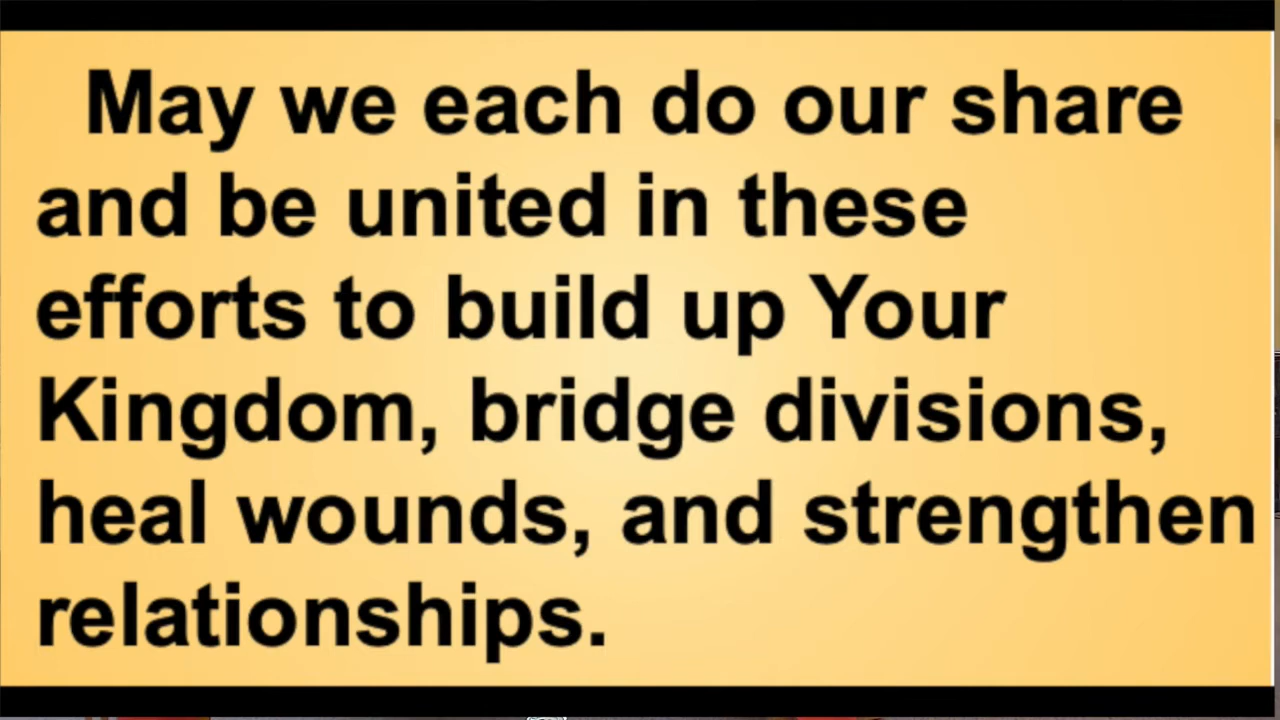 May we each do our share
and be united in these
efforts to build up Your
Kingdom, bridge divisions,
heal wounds, and strengthen
relationships.